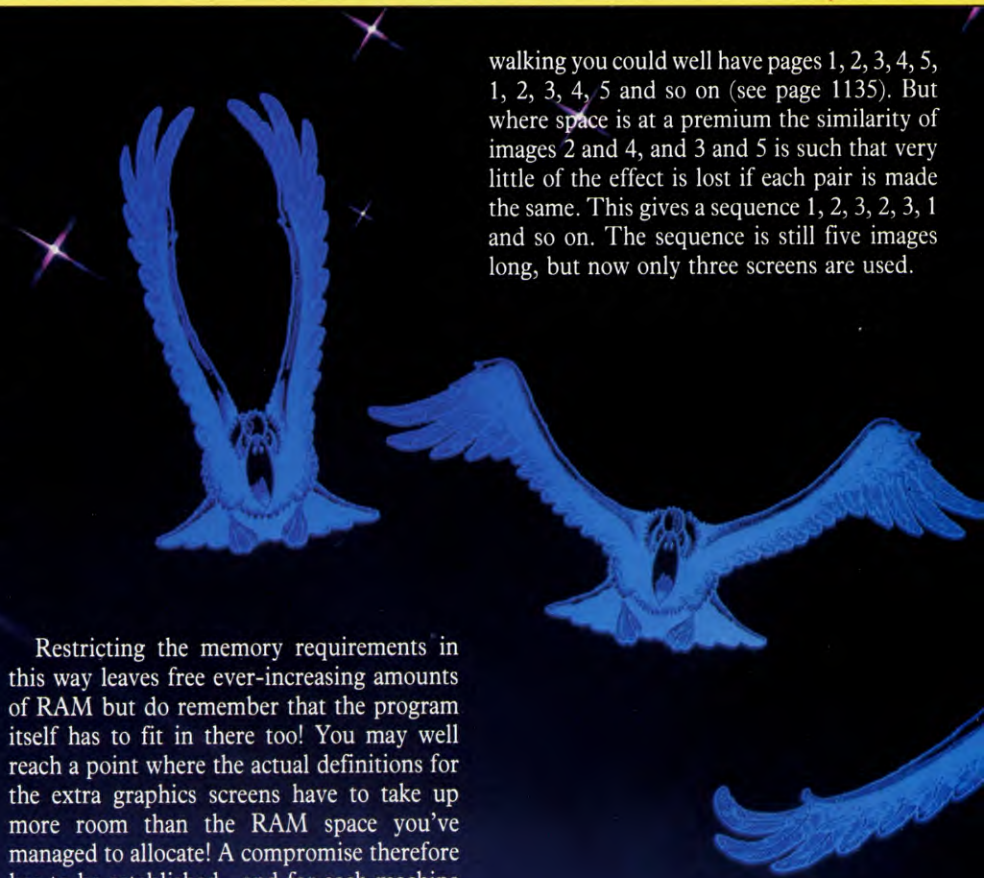 walking you could well have pages 1, 2, 3, 4, 5,
1, 2, 3, 4, 5 and so on (see page 1135). But
where space is at a premium the similarity of
images 2 and 4, and 3 and 5 is such that very
little of the effect is lost if each pair is made
the same. This gives a sequence 1, 2, 3, 2, 3, 1
and so on. The sequence is still five images
long, but now only three screens are used.
Restricting the memory requirements in
this way leaves free ever-increasing amounts
of RAM but do remember that the program
itself has to fit in there too! You may well
reach a point where the actual definitions for
the extra graphics screens have to take up
more room than the RAM space you've
managed to allocate! A compromise therefore